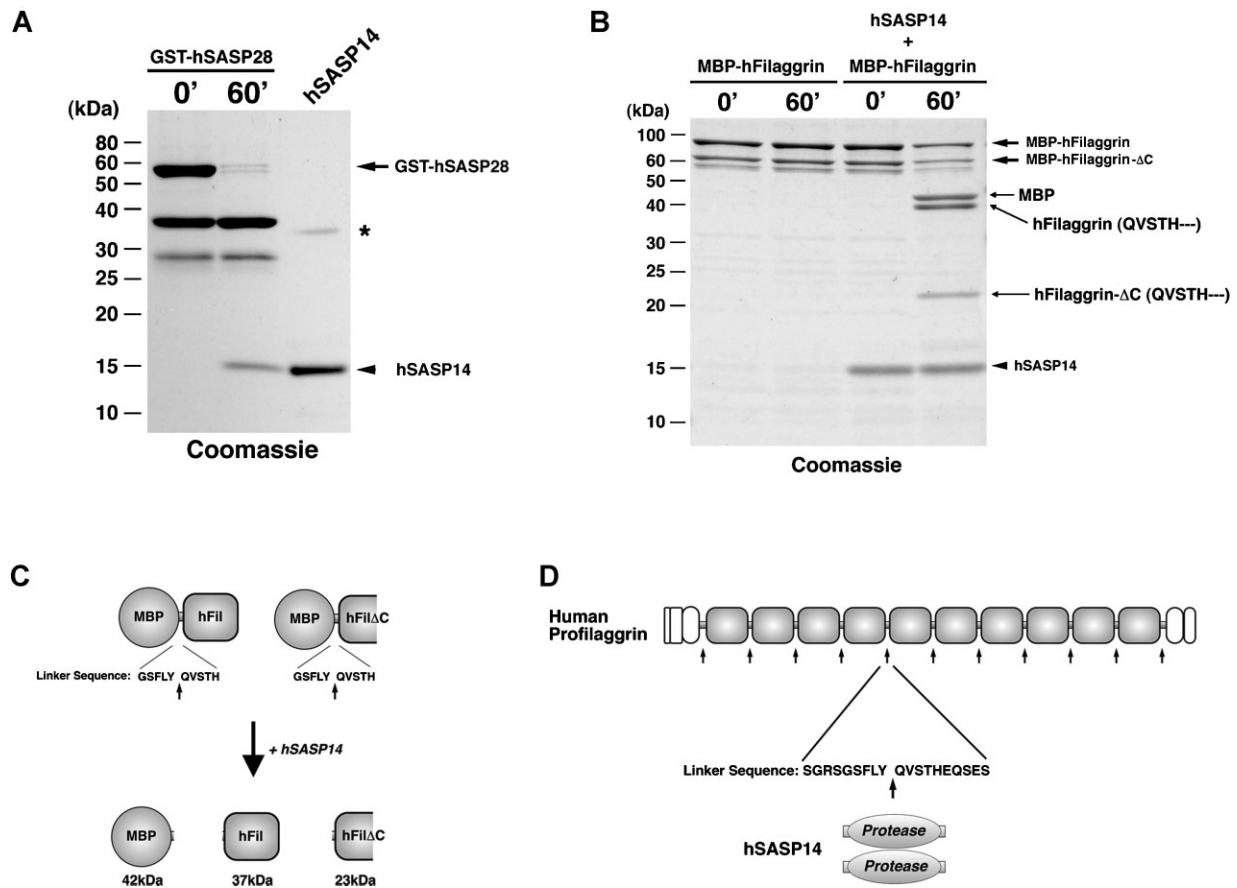 A
GST-hSASP28
hSASP14
0' 60'
(kDa)
80
60
50
40
30
25
20
15
10
GST-hSASP28
*
hSASP14
Coomassie
B
hSASP14
+
MBP-hFilaggrin MBP-hFilaggrin
0' 60' 0' 60'
(kDa)
100
60
50
40
30
25
20
15
10
MBP-hFilaggrin
MBP-hFilaggrin-ΔC
MBP
hFilaggrin (QVSTH---)
hFilaggrin-ΔC (QVSTH---)
hSASP14
Coomassie
C
MBP hFil MBP hFilΔC
Linker Sequence: GSFLY QVSTH GSFLY QVSTH
+ hSASP14
MBP hFil hFilΔC
42kDa 37kDa 23kDa
D
Human
Profilaggrin
Linker Sequence: SGRSGSFLY QVSTHEQSES
Protease
hSASP14
Protease